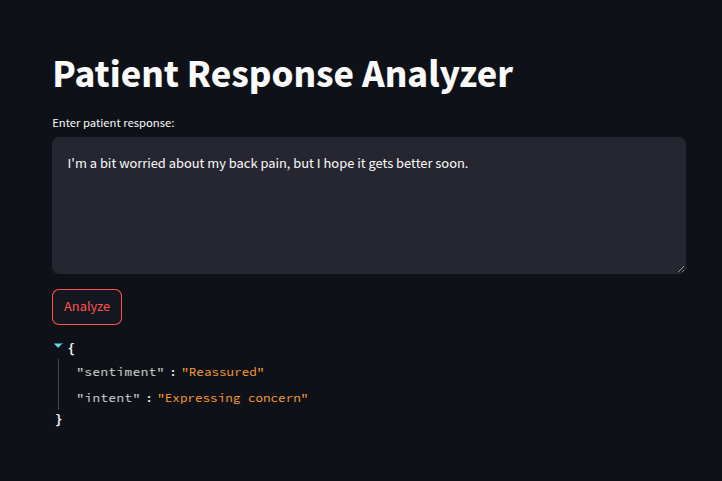 Patient Response Analyzer
Enter patient response:
I'm a bit worried about my back pain, but I hope it gets better soon.
Analyze
{
"sentiment" : "Reassured"
"intent" : "Expressing concern"
}